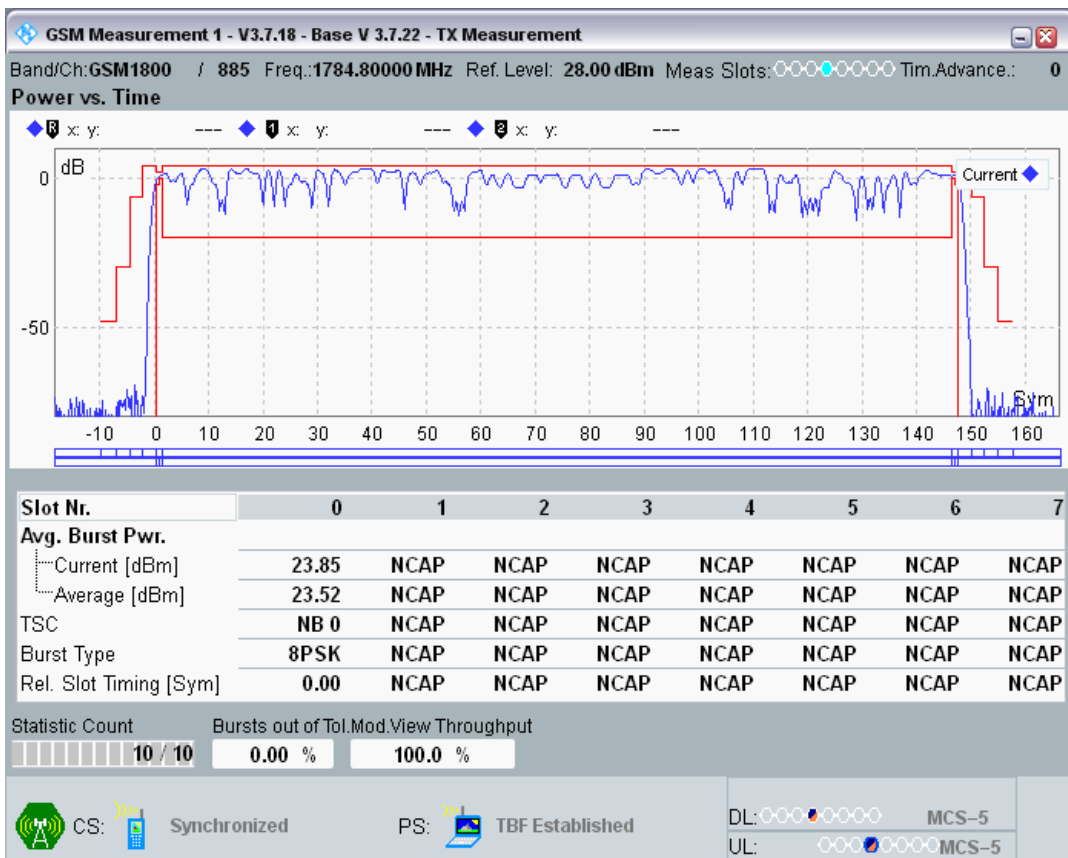 GSM Measurement 1 - V3.7.18 - Base V 3.7.22 - TX Measurement
Band/Ch:GSM1800 / 885 Freq.:1784.80000 MHz Ref. Level: 28.00 dBm Meas Slots: Tim.Advance.: 0
Power vs. Time
R x: y: --- 1 x: y: --- 2 x: y: ---
dB
Current
0
-50
Sym
-10 0 10 20 30 40 50 60 70 80 90 100 110 120 130 140 150 160
Slot Nr. 0 1 2 3 4 5 6 7
Avg. Burst Pwr.
Current [dBm] 23.85 NCAP NCAP NCAP NCAP NCAP NCAP NCAP
Average [dBm] 23.52 NCAP NCAP NCAP NCAP NCAP NCAP NCAP
TSC NB 0 NCAP NCAP NCAP NCAP NCAP NCAP NCAP
Burst Type 8PSK NCAP NCAP NCAP NCAP NCAP NCAP NCAP
Rel. Slot Timing [Sym] 0.00 NCAP NCAP NCAP NCAP NCAP NCAP NCAP
Statistic Count Bursts out of Tol.Mod.View Throughput
10 / 10 0.00 % 100.0 %
CS: Synchronized PS: TBF Established
DL: MCS-5
UL: MCS-5